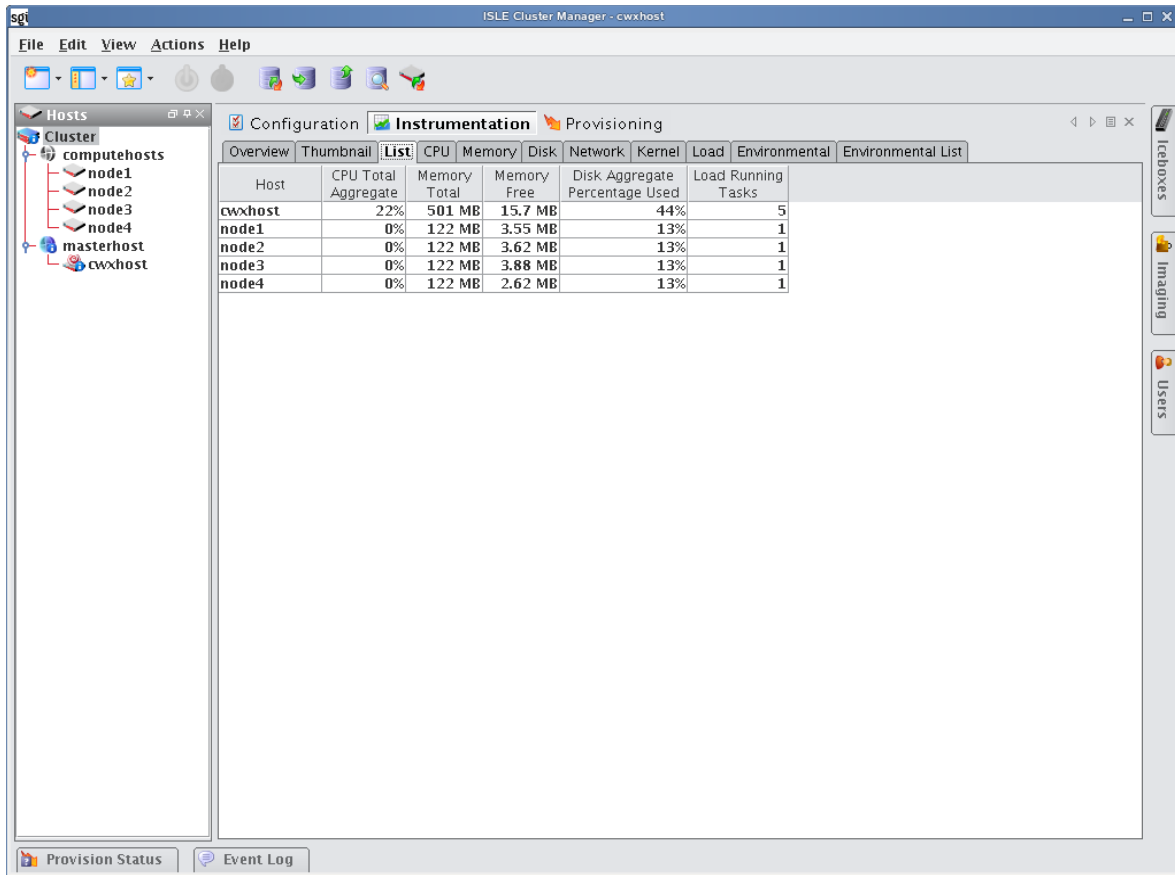 sgi ISLE Cluster Manager - cwxhost
File Edit View Actions Help
Hosts
Cluster
computehosts
node1
node2
node3
node4
masterhost
cwxhost
Configuration Instrumentation Provisioning
Overview Thumbnail List CPU Memory Disk Network Kernel Load Environmental Environmental List
Host CPU Total Aggregate Memory Total Memory Free Disk Aggregate Percentage Used Load Running Tasks
cwxhost 22% 501 MB 15.7 MB 44% 5
node1 0% 122 MB 3.55 MB 13% 1
node2 0% 122 MB 3.62 MB 13% 1
node3 0% 122 MB 3.88 MB 13% 1
node4 0% 122 MB 2.62 MB 13% 1
Iceboxes
Imaging
Users
Provision Status Event Log